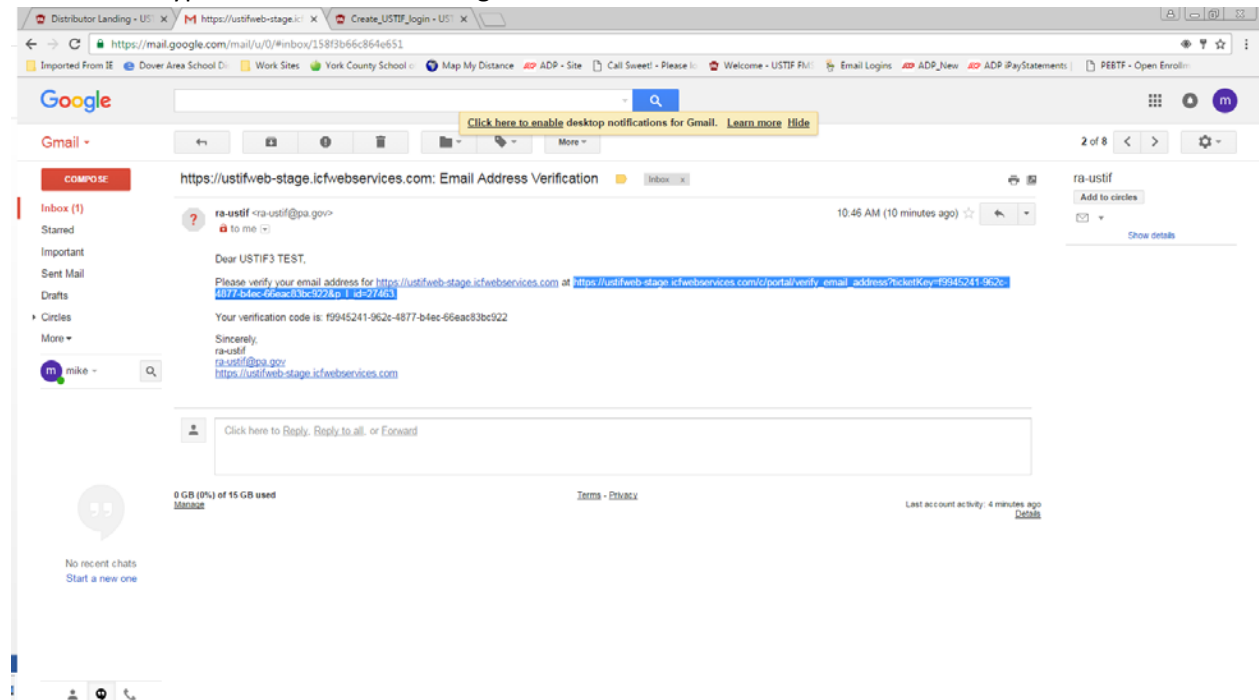 Distributor Landing - US
https://ustifweb-stage.ic
Create_USTIF_login - UST
https://mail.google.com/mail/u/0/#inbox/158f3b66c864e651
Imported From IE Dover Area School Di Work Sites York County School o Map My Distance ADP - Site Call Sweet! - Please lo Welcome - USTIF FMS Email Logins ADP_New ADP iPayStatements | PEBTF - Open Enrollm
Google
Click here to enable desktop notifications for Gmail. Learn more Hide
Gmail
More
2 of 8
COMPOSE
Inbox (1)
Starred
Important
Sent Mail
Drafts
Circles
More
mike
https://ustifweb-stage.icfwebservices.com: Email Address Verification Inbox x
ra-ustif <ra-ustif@pa.gov> 10:46 AM (10 minutes ago)
to me
Dear USTIF3 TEST,
Please verify your email address for https://ustifweb-stage.icfwebservices.com at https://ustifweb-stage.icfwebservices.com/c/portal/verify_email_address?ticketKey=f9945241-962c-
4877-b4ec-66eac83bc922&p_l_id=27463.
Your verification code is: f9945241-962c-4877-b4ec-66eac83bc922
Sincerely,
ra-ustif
ra-ustif@pa.gov
https://ustifweb-stage.icfwebservices.com
ra-ustif
Add to circles
Show details
Click here to Reply, Reply to all, or Forward
0 GB (0%) of 15 GB used
Manage
Terms - Privacy
Last account activity: 4 minutes ago
Details
No recent chats
Start a new one